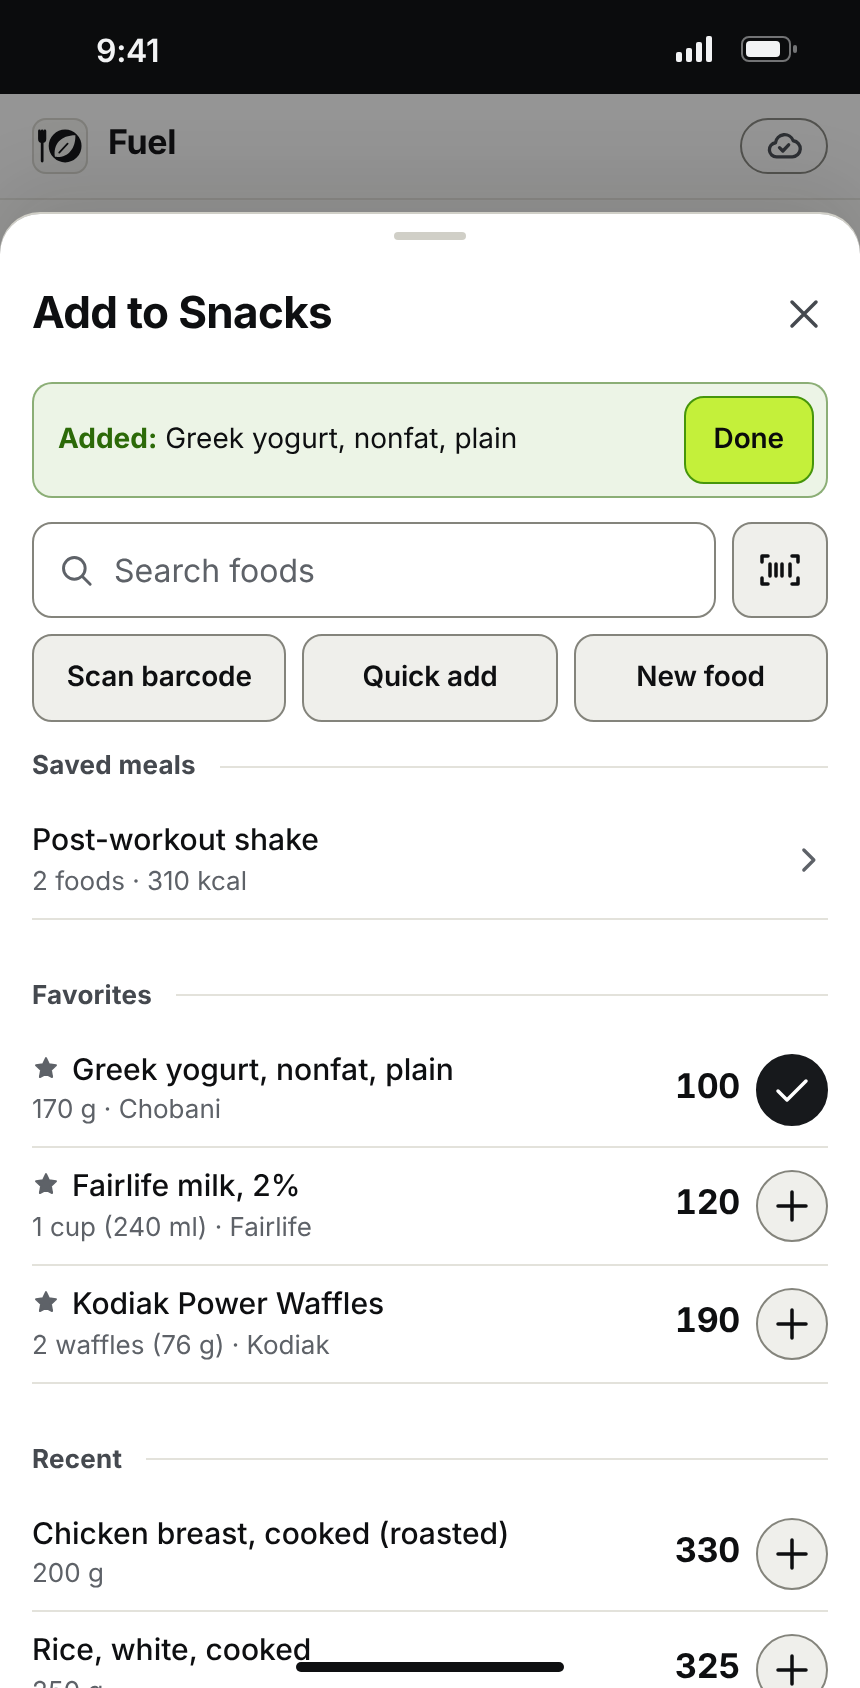 9:41
Fuel
Add to Snacks
Added: Greek yogurt, nonfat, plain
Done
Search foods
Scan barcode
Quick add
New food
Saved meals
Post-workout shake
2 foods · 310 kcal
Favorites
Greek yogurt, nonfat, plain
170 g · Chobani
100
Fairlife milk, 2%
1 cup (240 ml) · Fairlife
120
Kodiak Power Waffles
2 waffles (76 g) · Kodiak
190
Recent
Chicken breast, cooked (roasted)
200 g
330
Rice, white, cooked
325